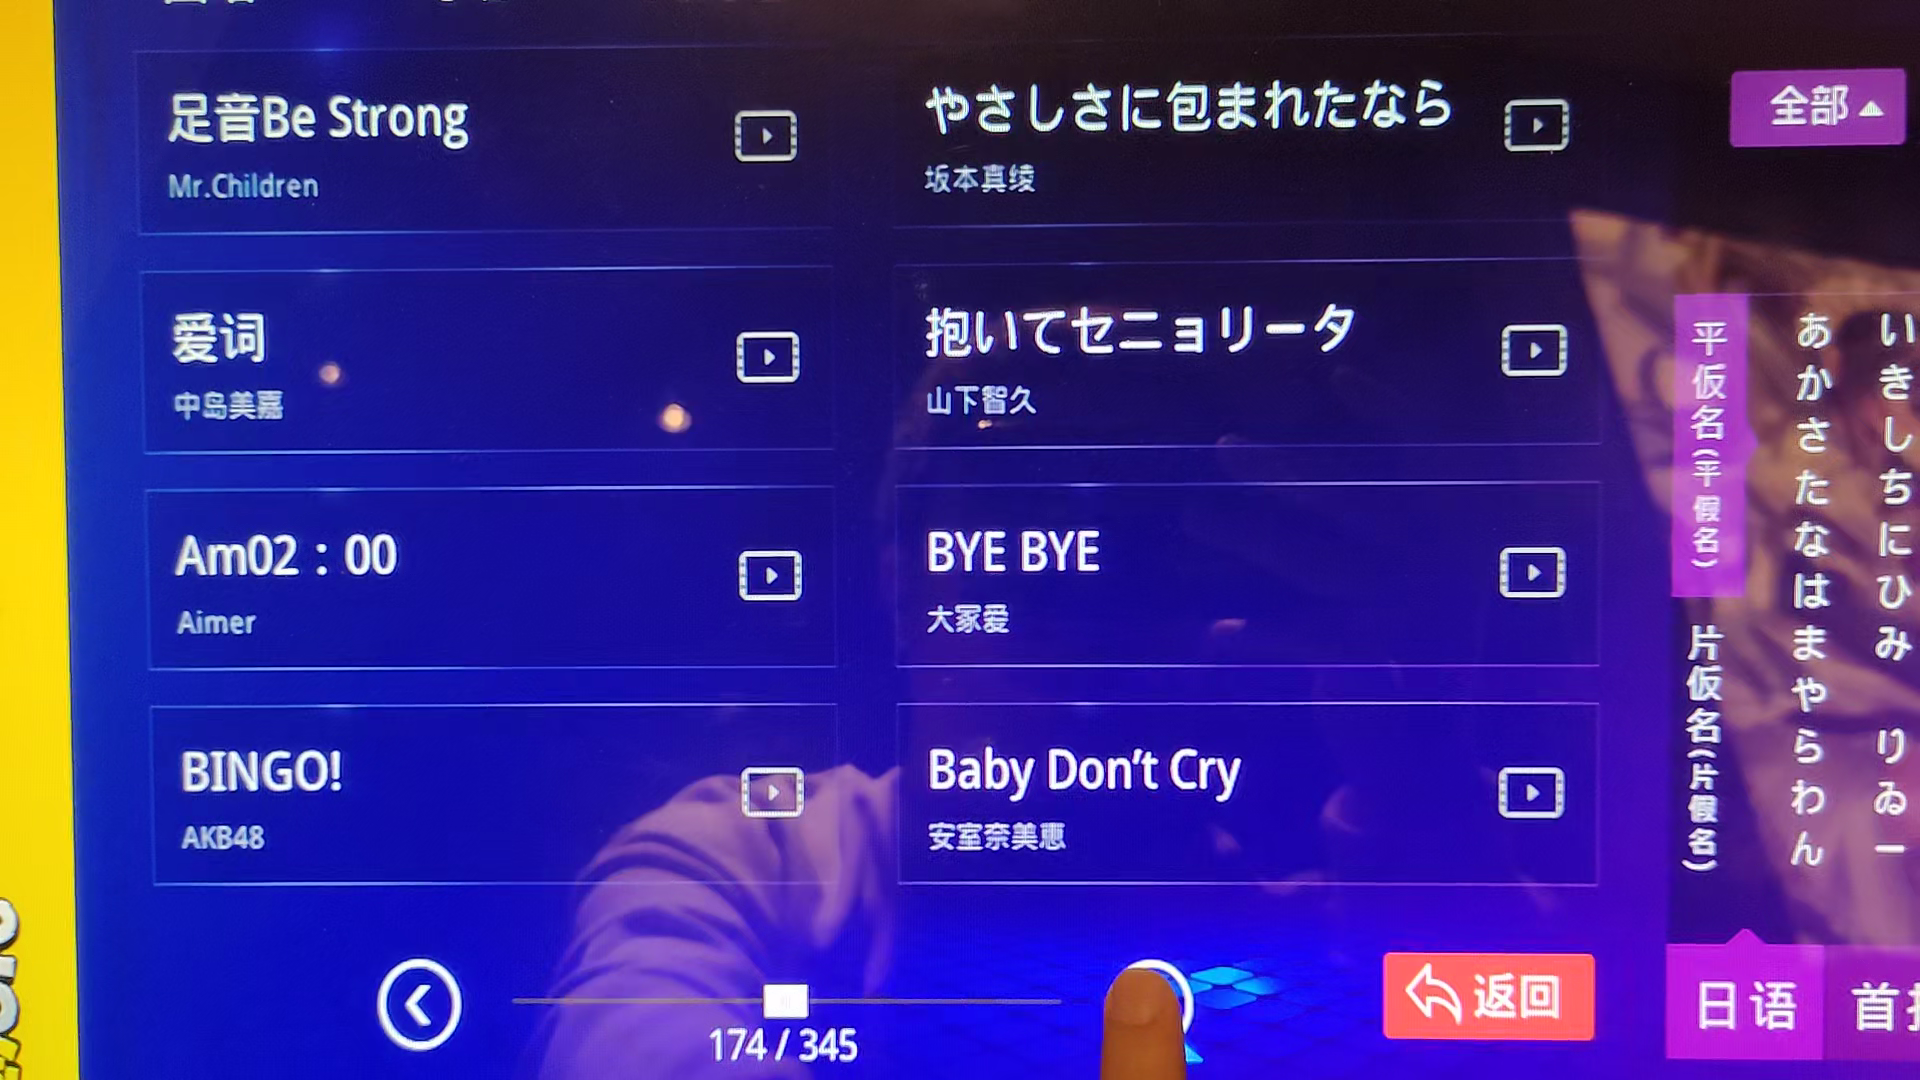 足音Be Strong
Mr.Children
やさしさに包まれたなら
坂本真绫
全部▲
爱词
中岛美嘉
抱いてセニョリータ
山下智久
Am02：00
Aimer
BYE BYE
大冢爱
BINGO!
AKB48
Baby Don't Cry
安室奈美恵
平仮名(平假名)
片仮名(片假名)
あかさたなはまやらわん
いきしちにひみ りゐー
174 / 345
返回
日语
首